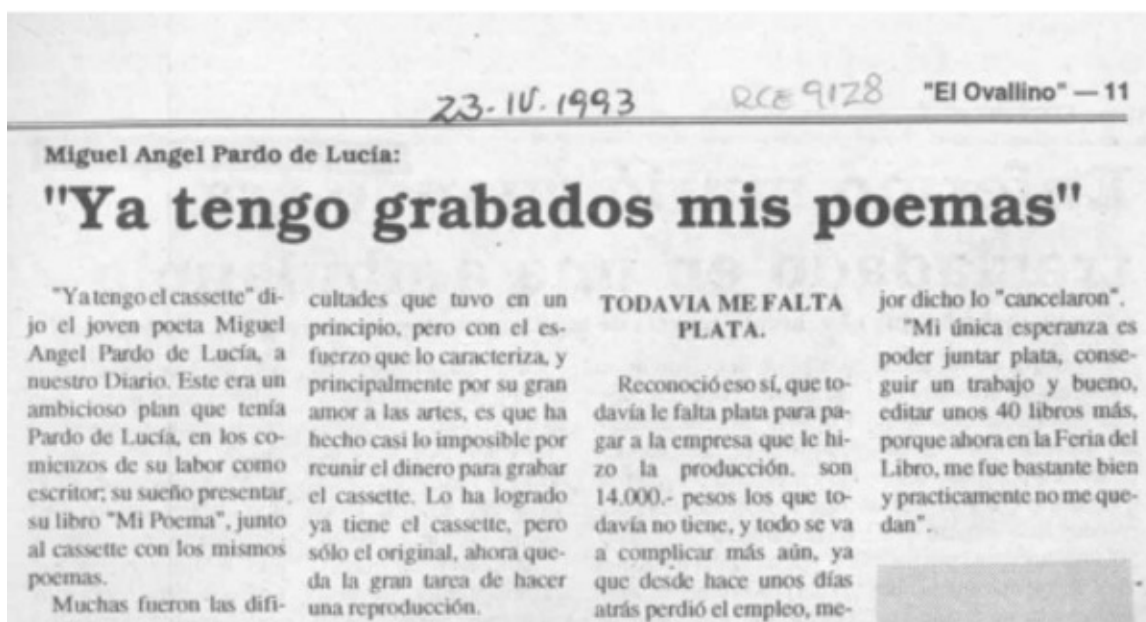 23-IV-1993 RCE 9128 "El Ovallino" — 11
Miguel Angel Pardo de Lucía:
"Ya tengo grabados mis poemas"
"Ya tengo el cassette" di-
jo el joven poeta Miguel
Angel Pardo de Lucía, a
nuestro Diario. Este era un
ambicioso plan que tenía
Pardo de Lucía, en los co-
mienzos de su labor como
escritor; su sueño presentar
su libro "Mi Poema", junto
al cassette con los mismos
poemas.
Muchas fueron las difi-
cultades que tuvo en un
principio, pero con el es-
fuerzo que lo caracteriza, y
principalmente por su gran
amor a las artes, es que ha
hecho casi lo imposible por
reunir el dinero para grabar
el cassette. Lo ha logrado
ya tiene el cassette, pero
sólo el original, ahora que-
da la gran tarea de hacer
una reproducción.
TODAVIA ME FALTA
PLATA.
Reconoció eso sí, que to-
davía le falta plata para pa-
gar a la empresa que le hi-
zo la producción. son
14.000.- pesos los que to-
davía no tiene, y todo se va
a complicar más aún, ya
que desde hace unos días
atrás perdió el empleo, me-
jor dicho lo "cancelaron".
"Mi única esperanza es
poder juntar plata, conse-
guir un trabajo y bueno,
editar unos 40 libros más,
porque ahora en la Feria del
Libro, me fue bastante bien
y practicamente no me que-
dan".